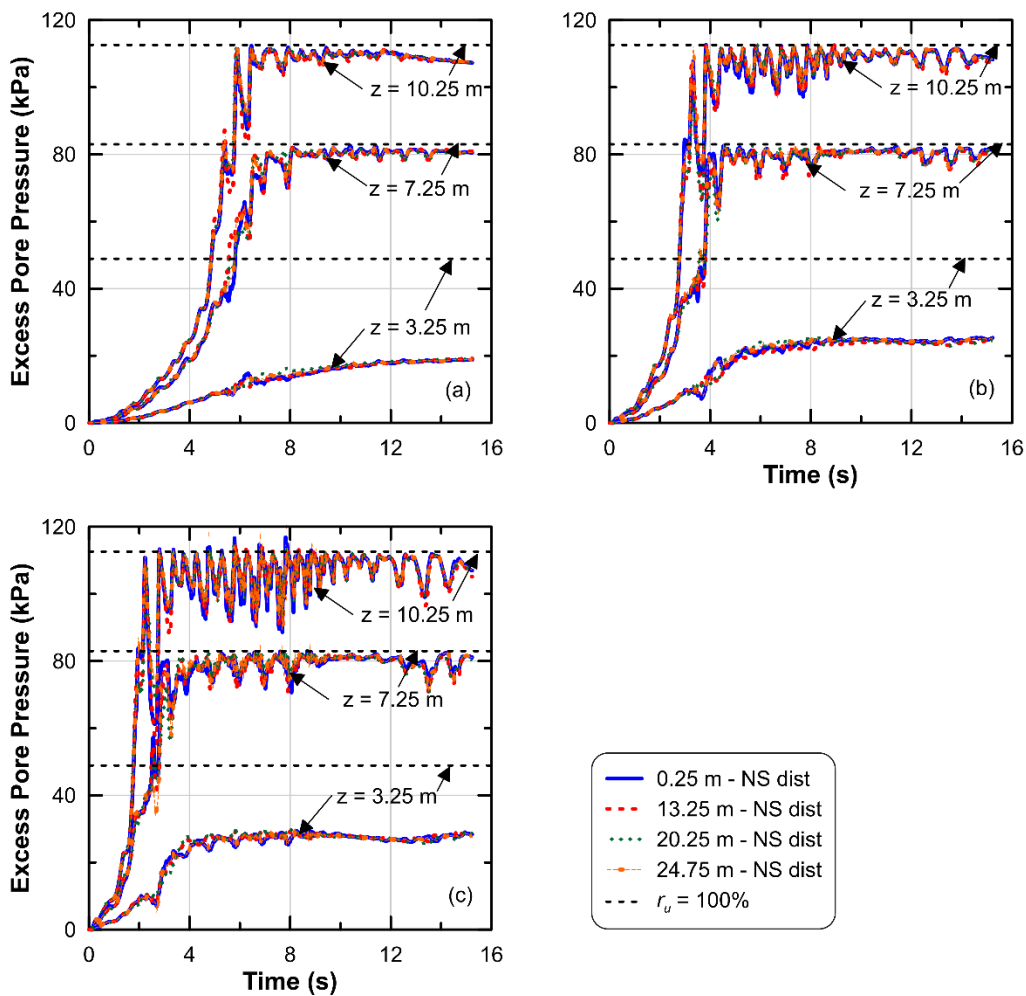 Excess Pore Pressure (kPa)
120
80
40
0
z = 10.25 m
z = 7.25 m
z = 3.25 m
(a)
0 4 8 12 16
120
80
40
0
z = 10.25 m
z = 7.25 m
z = 3.25 m
(b)
0 4 8 12 16
Time (s)
Excess Pore Pressure (kPa)
120
80
40
0
z = 10.25 m
z = 7.25 m
z = 3.25 m
(c)
0 4 8 12 16
Time (s)
0.25 m - NS dist
13.25 m - NS dist
20.25 m - NS dist
24.75 m - NS dist
r_u = 100%